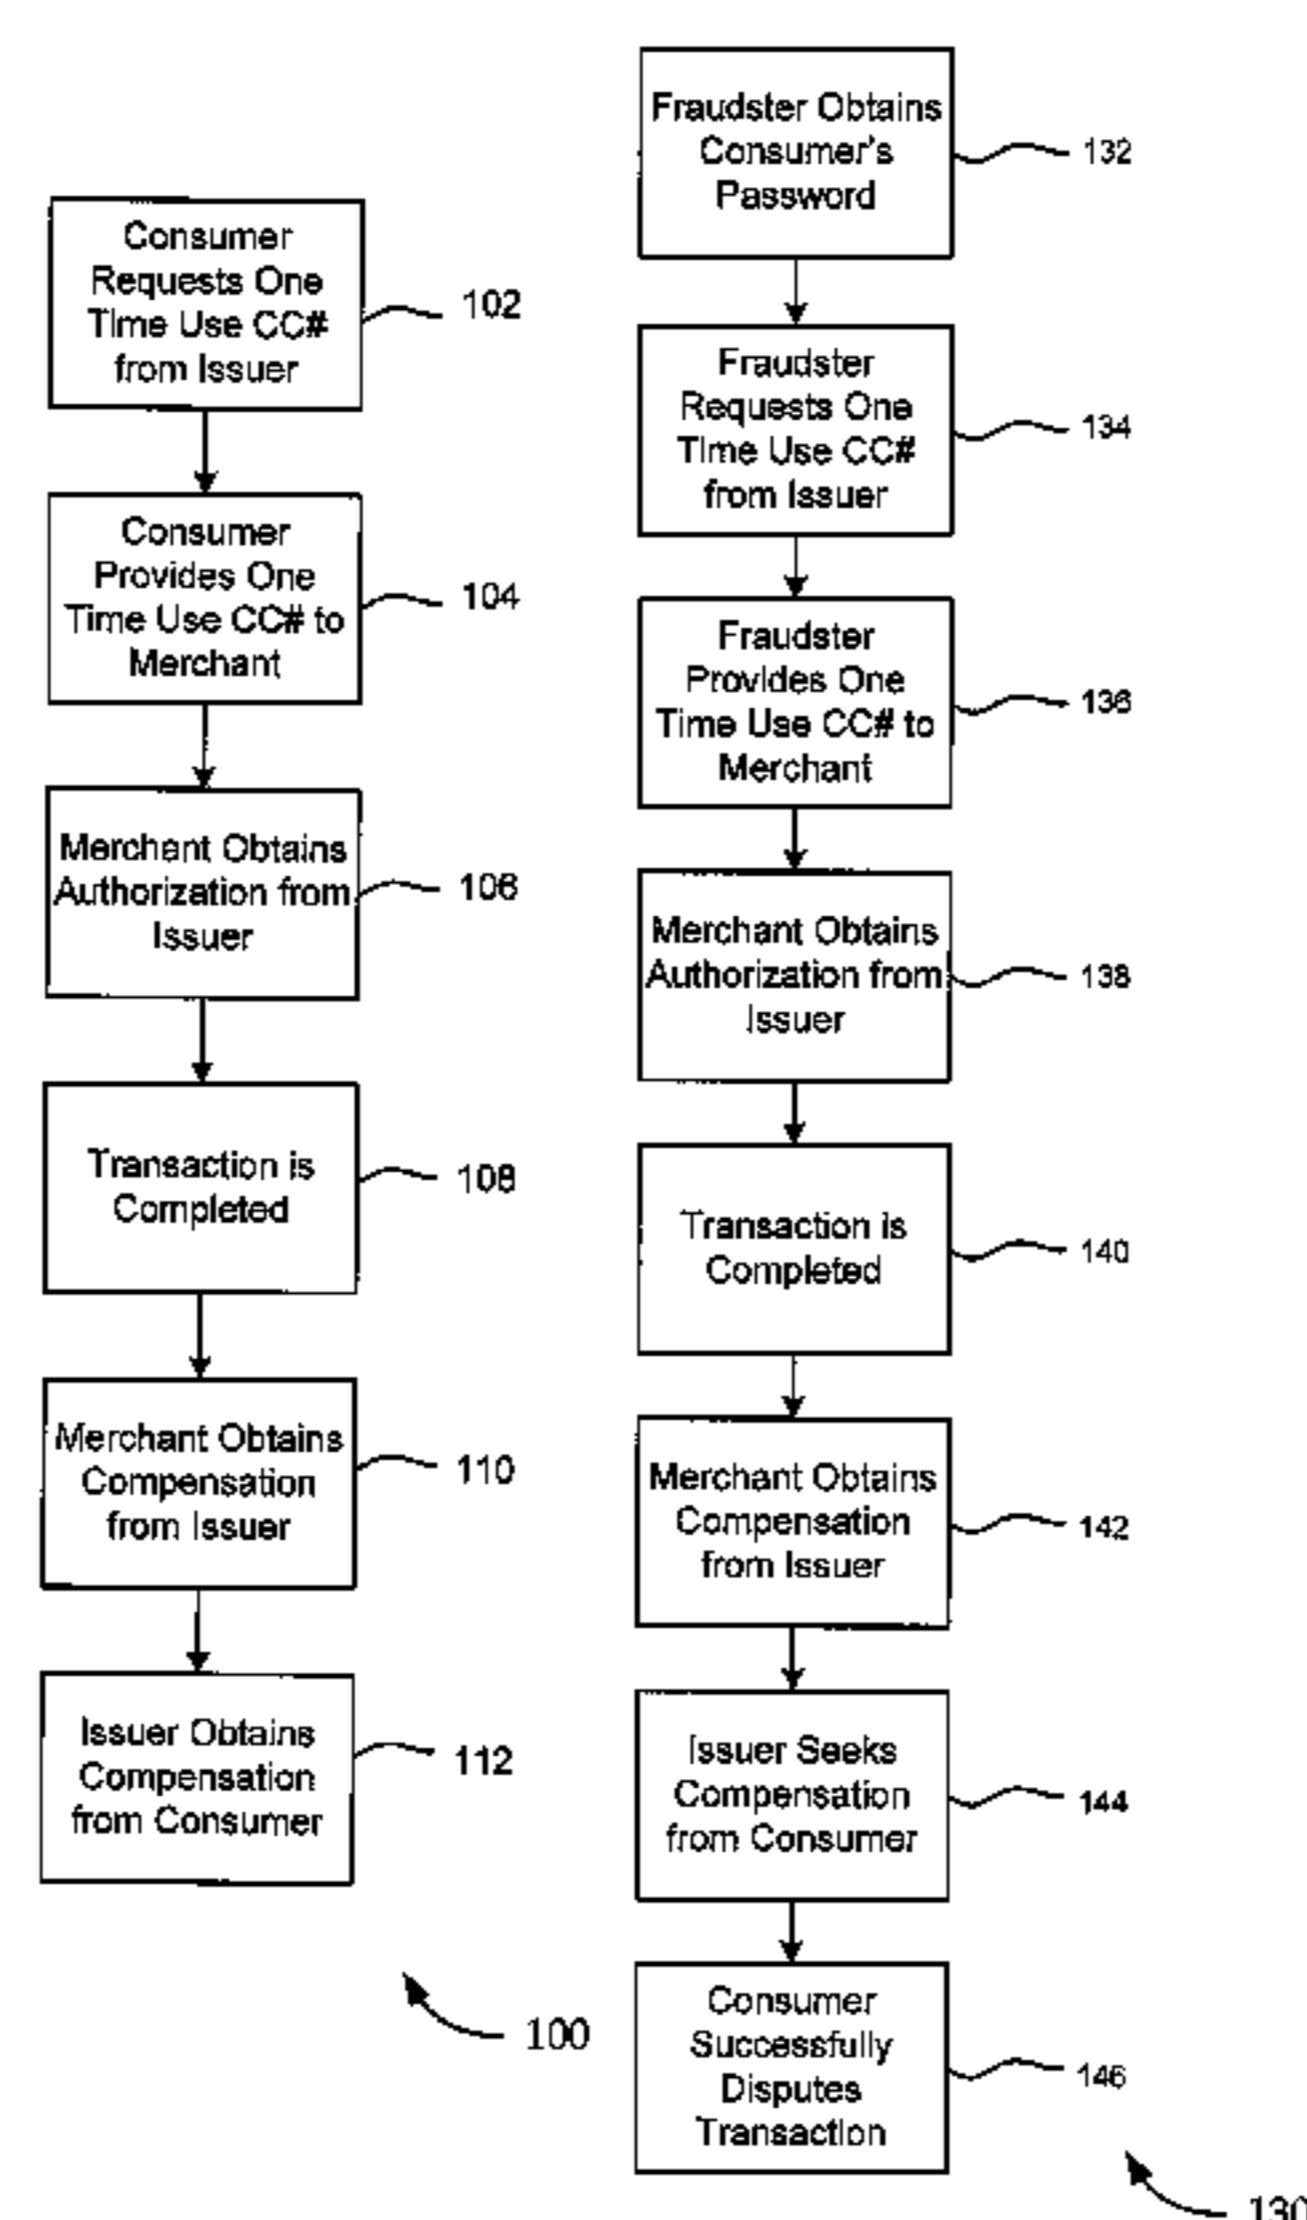 Consumer
Requests One
Time Use CC#
from Issuer
102
Consumer
Provides One
Time Use CC# to
Merchant
104
Merchant Obtains
Authorization from
Issuer
106
Transaction is
Completed
108
Merchant Obtains
Compensation
from Issuer
110
Issuer Obtains
Compensation
from Consumer
112
100
Fraudster Obtains
Consumer's
Password
132
Fraudster
Requests One
Time Use CC#
from Issuer
134
Fraudster
Provides One
Time Use CC# to
Merchant
136
Merchant Obtains
Authorization from
Issuer
138
Transaction is
Completed
140
Merchant Obtains
Compensation
from Issuer
142
Issuer Seeks
Compensation
from Consumer
144
Consumer
Successfully
Disputes
Transaction
146
130